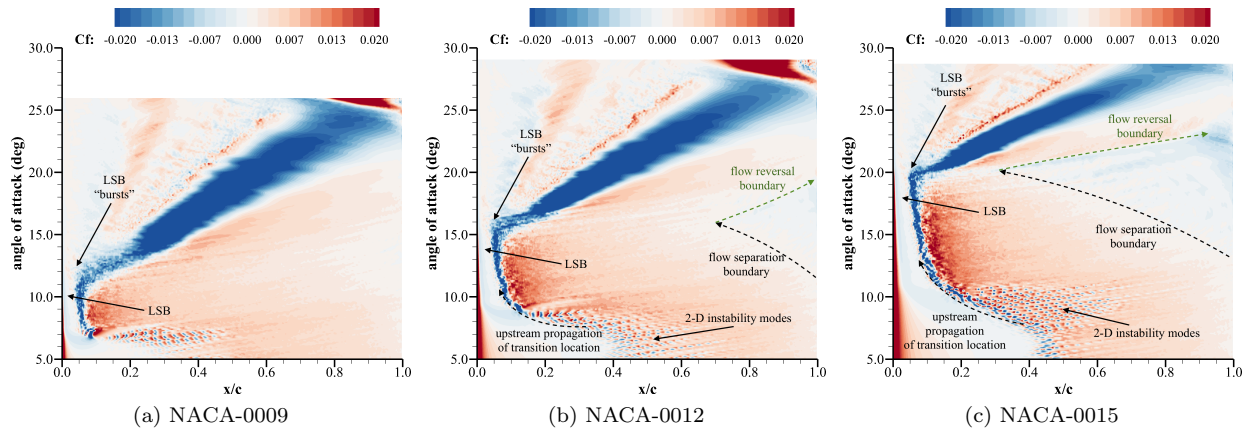 Cf: -0.020 -0.013 -0.007 0.000 0.007 0.013 0.020
angle of attack (deg)
30.0
25.0
20.0
15.0
10.0
5.0
LSB
“bursts”
LSB
0.0 0.2 0.4 0.6 0.8 1.0
x/c
(a) NACA-0009
Cf: -0.020 -0.013 -0.007 0.000 0.007 0.013 0.020
angle of attack (deg)
30.0
25.0
20.0
15.0
10.0
5.0
LSB
“bursts”
flow reversal
boundary
LSB
flow separation
boundary
2-D instability modes
upstream propagation
of transition location
0.0 0.2 0.4 0.6 0.8 1.0
x/c
(b) NACA-0012
Cf: -0.020 -0.013 -0.007 0.000 0.007 0.013 0.020
angle of attack (deg)
30.0
25.0
20.0
15.0
10.0
5.0
LSB
“bursts”
flow reversal
boundary
LSB
flow separation
boundary
upstream
propagation
of transition location
2-D instability modes
0.0 0.2 0.4 0.6 0.8 1.0
x/c
(c) NACA-0015